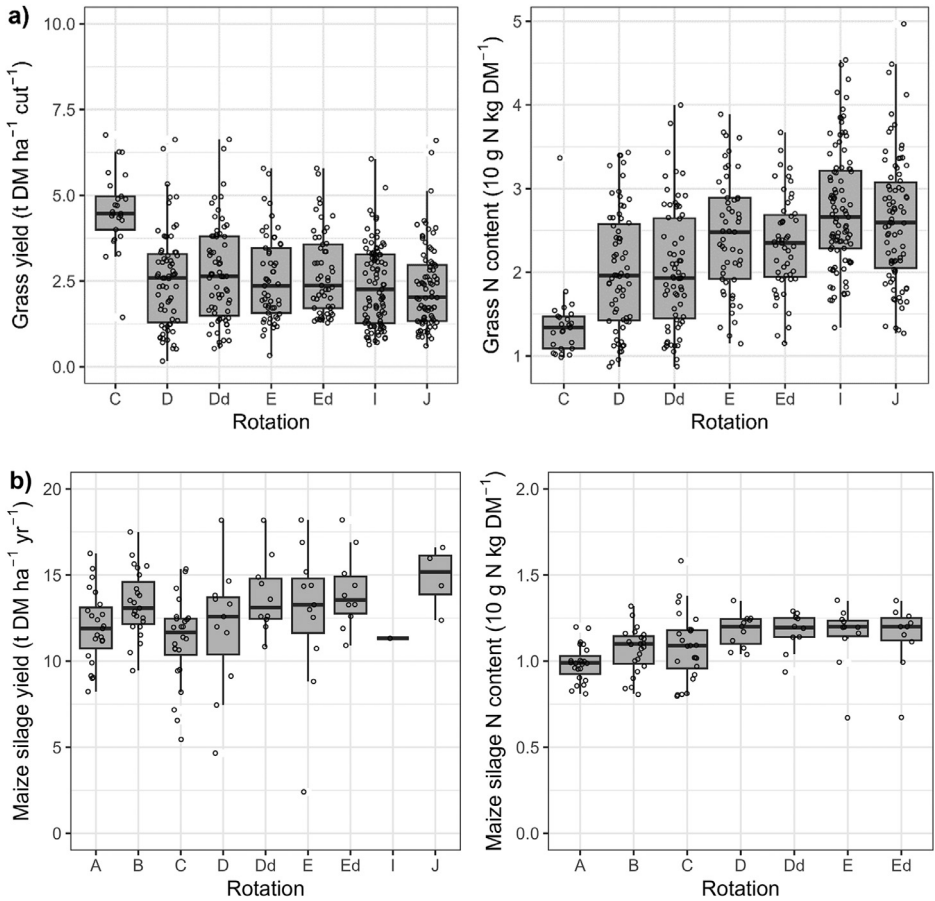 a)
Grass yield (t DM ha⁻¹ cut⁻¹)
10.0
7.5
5.0
2.5
0.0
C D Dd E Ed I J
Rotation
Grass N content (10 g N kg DM⁻¹)
5
4
3
2
1
C D Dd E Ed I J
Rotation
b)
Maize silage yield (t DM ha⁻¹ yr⁻¹)
20
15
10
5
0
A B C D Dd E Ed I J
Rotation
Maize silage N content (10 g N kg DM⁻¹)
2.0
1.5
1.0
0.5
0.0
A B C D Dd E Ed
Rotation